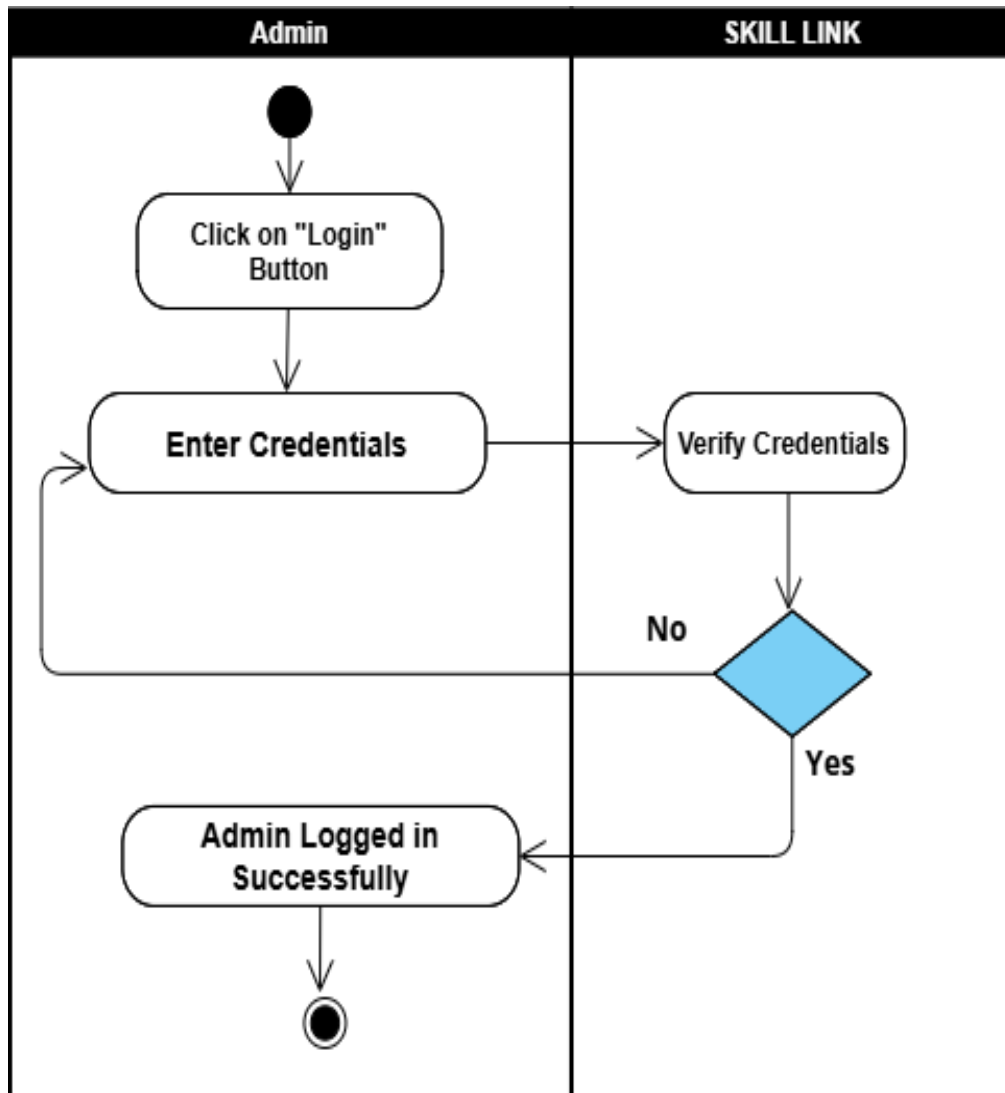 Admin
SKILL LINK
Click on "Login"
Button
Enter Credentials
Verify Credentials
No
Yes
Admin Logged in
Successfully